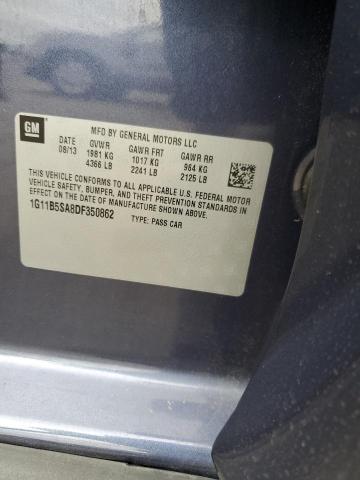 GM
MFD BY GENERAL MOTORS LLC
DATE GVWR GAWR FRT GAWR RR
08/13 1981 KG 1017 KG 964 KG
4366 LB 2241 LB 2125 LB
THIS VEHICLE CONFORMS TO ALL APPLICABLE U.S. FEDERAL MOTOR
VEHICLE SAFETY, BUMPER, AND THEFT PREVENTION STANDARDS IN
EFFECT ON THE DATE OF MANUFACTURE SHOWN ABOVE.
1G11B5SA8DF350862
TYPE: PASS CAR